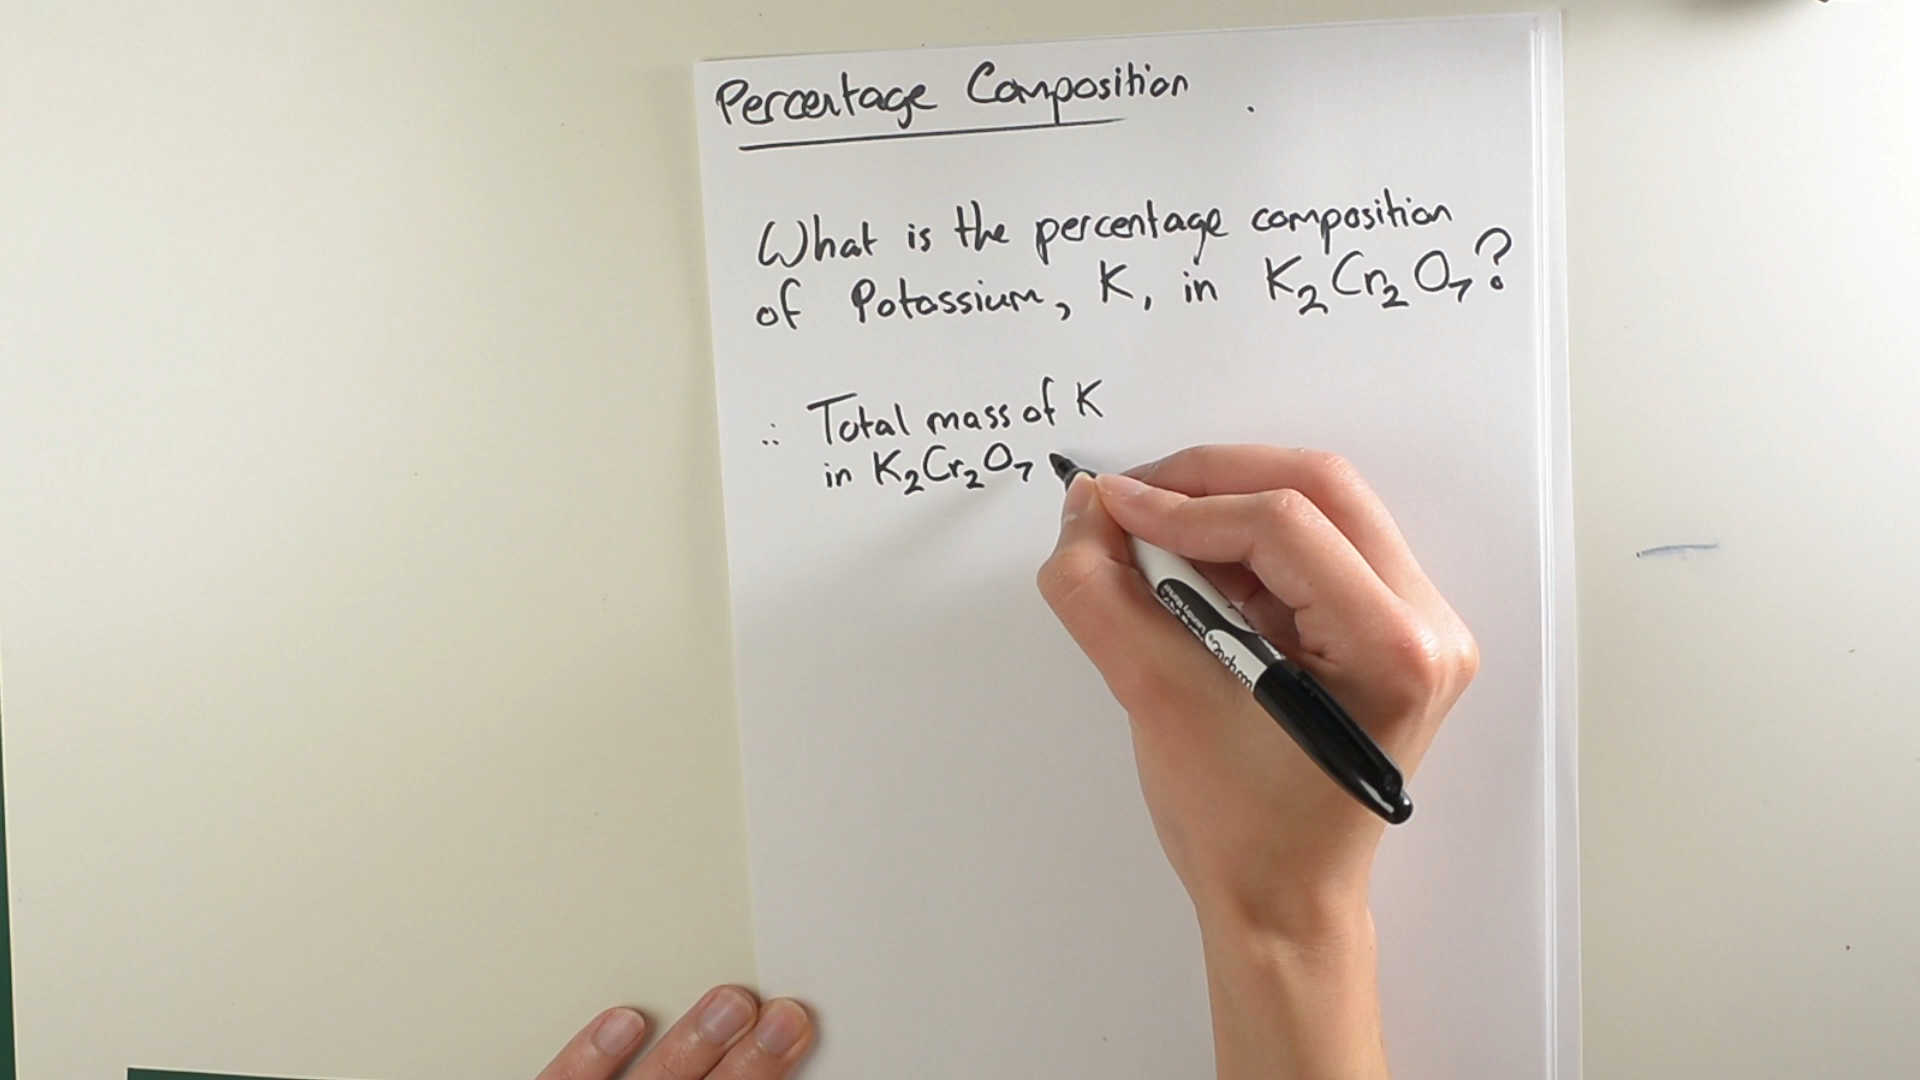 Percentage Composition
What is the percentage composition
of Potassium, K, in K₂Cr₂O₇?
∴ Total mass of K
in K₂Cr₂O₇